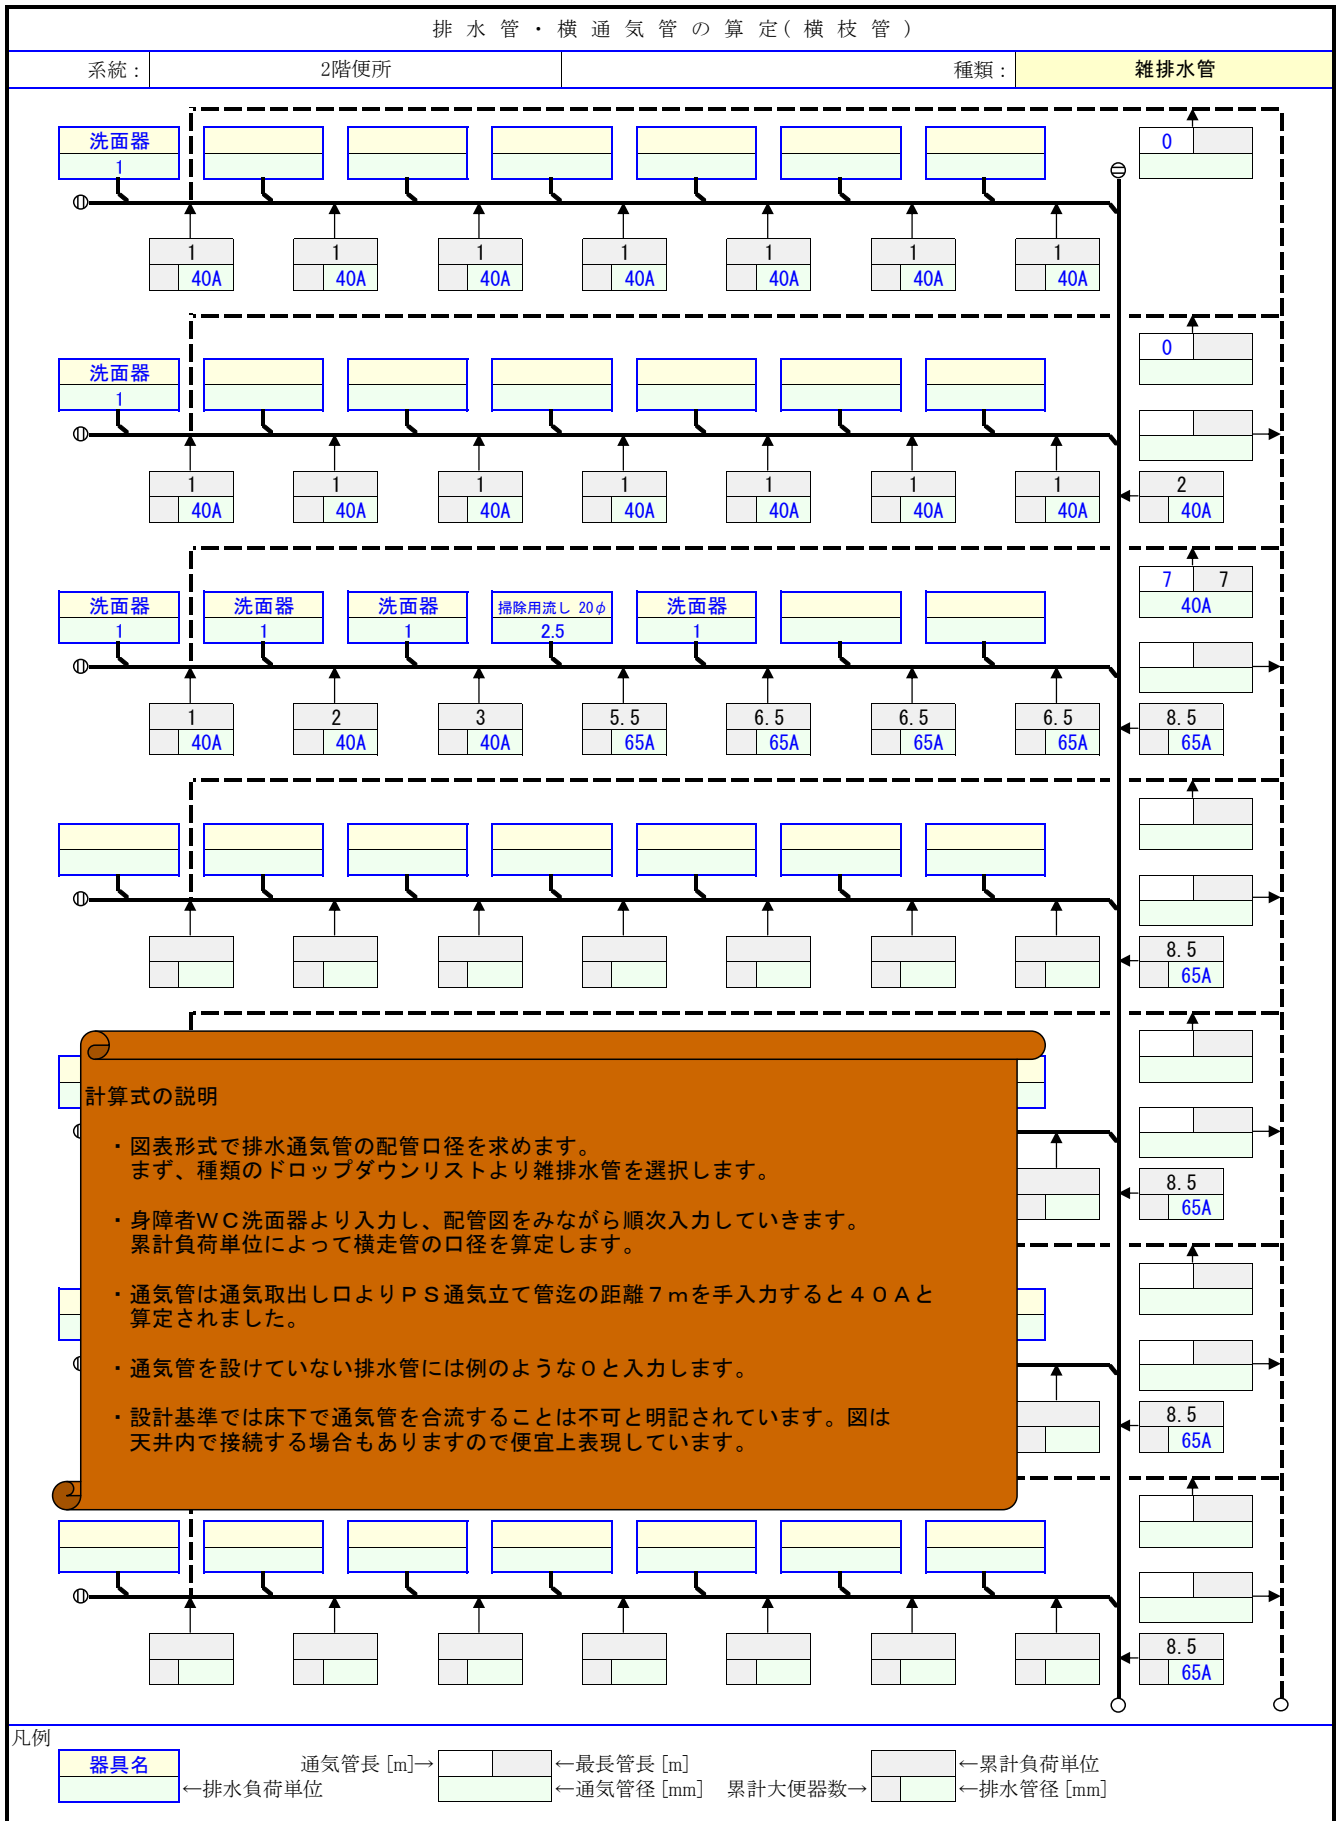 排水管・横通気管の算定(横枝管)
系統： 2階便所 種類： 雑排水管
洗面器 0
1
1 1 1 1 1 1 1
40A 40A 40A 40A 40A 40A 40A
洗面器 0
1
1 1 1 1 1 1 1 2
40A 40A 40A 40A 40A 40A 40A 40A
7 7
洗面器 洗面器 洗面器 掃除用流し 20φ 洗面器 40A
1 1 1 2.5 1
1 2 3 5.5 6.5 6.5 6.5 8.5
40A 40A 40A 65A 65A 65A 65A 65A
8.5
65A
計算式の説明
・図表形式で排水通気管の配管口径を求めます。
まず、種類のドロップダウンリストより雑排水管を選択します。
8.5
65A
・身障者ＷＣ洗面器より入力し、配管図をみながら順次入力していきます。
累計負荷単位によって横走管の口径を算定します。
・通気管は通気取出し口よりＰＳ通気立て管迄の距離７ｍを手入力すると４０Ａと
算定されました。
・通気管を設けていない排水管には例のような０と入力します。
・設計基準では床下で通気管を合流することは不可と明記されています。図は
天井内で接続する場合もありますので便宜上表現しています。
8.5
65A
8.5
65A
凡例
器具名 通気管長[m]→ ←最長管長[m] ←累計負荷単位
←排水負荷単位 ←通気管径[mm] 累計大便器数→ ←排水管径[mm]